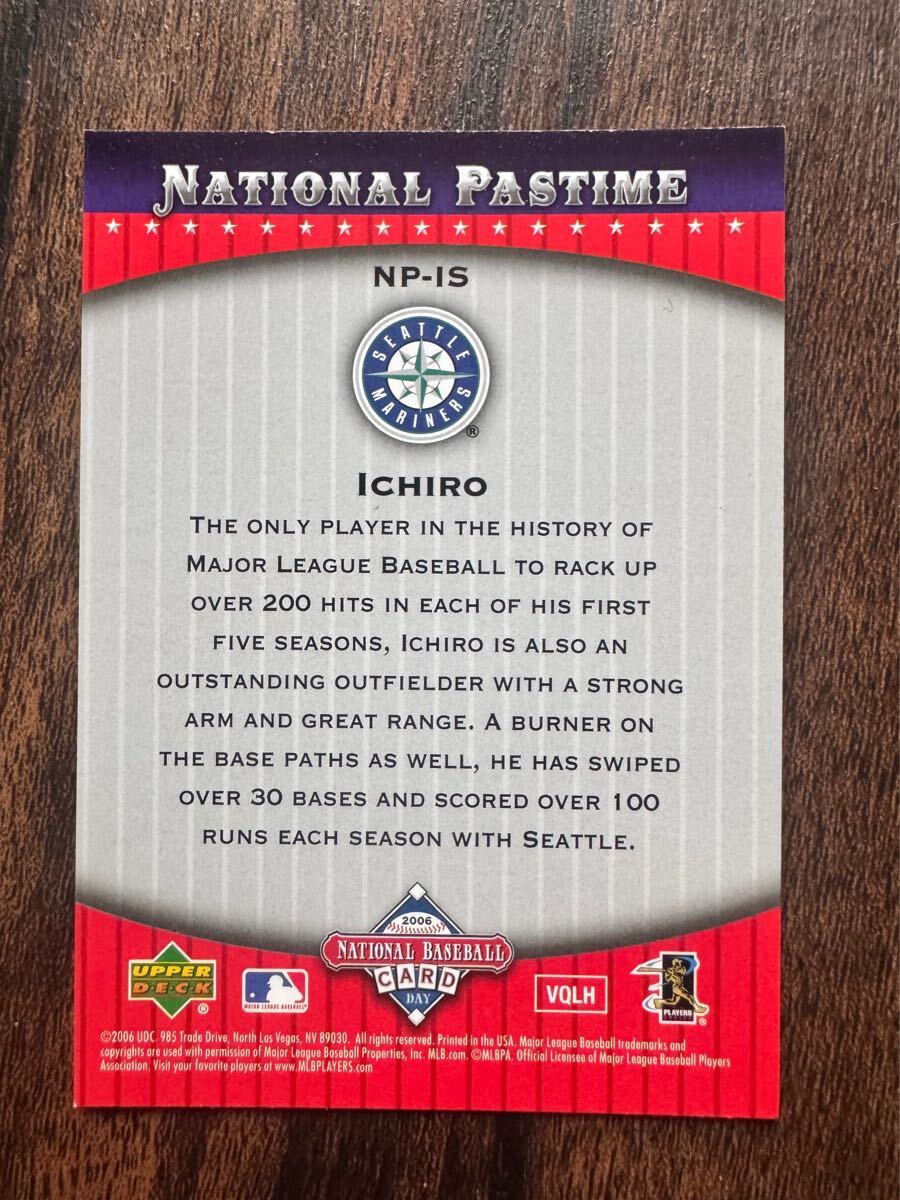 NATIONAL PASTIME
NP-IS
SEATTLE
MARINERS
®
ICHIRO
THE ONLY PLAYER IN THE HISTORY OF
MAJOR LEAGUE BASEBALL TO RACK UP
OVER 200 HITS IN EACH OF HIS FIRST
FIVE SEASONS, ICHIRO IS ALSO AN
OUTSTANDING OUTFIELDER WITH A STRONG
ARM AND GREAT RANGE. A BURNER ON
THE BASE PATHS AS WELL, HE HAS SWIPED
OVER 30 BASES AND SCORED OVER 100
RUNS EACH SEASON WITH SEATTLE.
2006
NATIONAL BASEBALL
CARD
DAY
UPPER
D·E·C·K
®
MAJOR LEAGUE BASEBALL
VQLH
PLAYERS
©2006 UDC. 985 Trade Drive, North Las Vegas, NV 89030. All rights reserved. Printed in the USA. Major League Baseball trademarks and
copyrights are used with permission of Major League Baseball Properties, Inc. MLB.com. ©MLBPA. Official Licensee of Major League Baseball Players
Association. Visit your favorite players at www.MLBPLAYERS.com